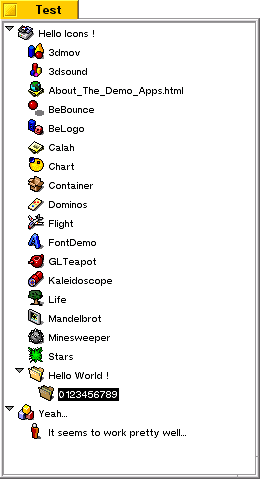 Test
Hello Icons !
3dmov
3dsound
About_The_Demo_Apps.html
BeBounce
BeLogo
Calah
Chart
Container
Dominos
Flight
FontDemo
GLTeapot
Kaleidoscope
Life
Mandelbrot
Minesweeper
Stars
Hello World !
0123456789
Yeah...
It seems to work pretty well...